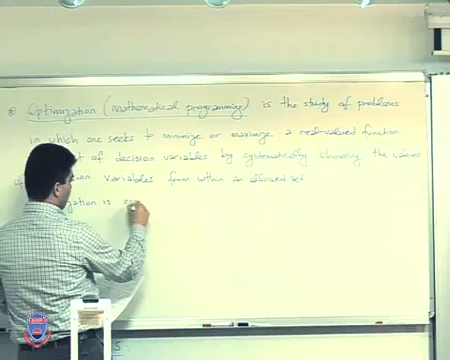 * Optimization (mathematical programming) is the study of problems
in which one seeks to minimize or maximize a real-valued function
of decision variables by systematically choosing the values
variables from within an allowed set
is